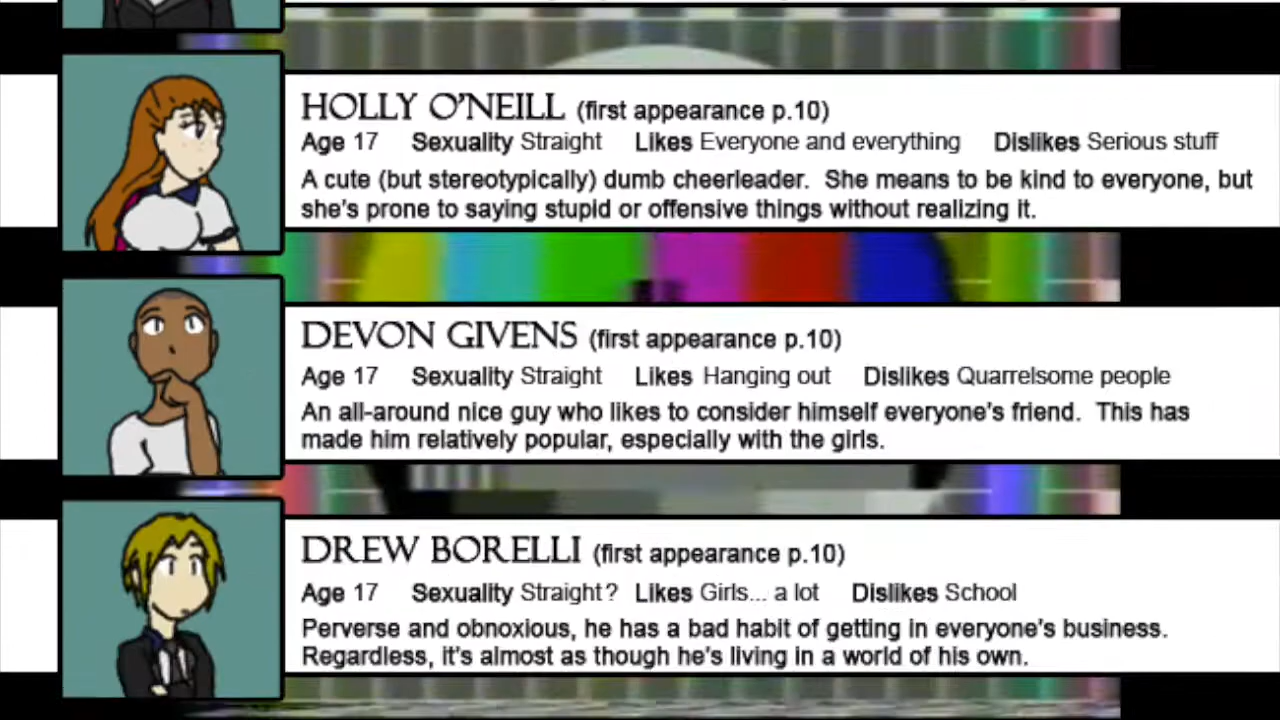 HOLLY O'NEILL (first appearance p.10)
Age 17 Sexuality Straight Likes Everyone and everything Dislikes Serious stuff
A cute (but stereotypically) dumb cheerleader. She means to be kind to everyone, but
she's prone to saying stupid or offensive things without realizing it.
DEVON GIVENS (first appearance p.10)
Age 17 Sexuality Straight Likes Hanging out Dislikes Quarrelsome people
An all-around nice guy who likes to consider himself everyone's friend. This has
made him relatively popular, especially with the girls.
DREW BORELLI (first appearance p.10)
Age 17 Sexuality Straight? Likes Girls... a lot Dislikes School
Perverse and obnoxious, he has a bad habit of getting in everyone's business.
Regardless, it's almost as though he's living in a world of his own.